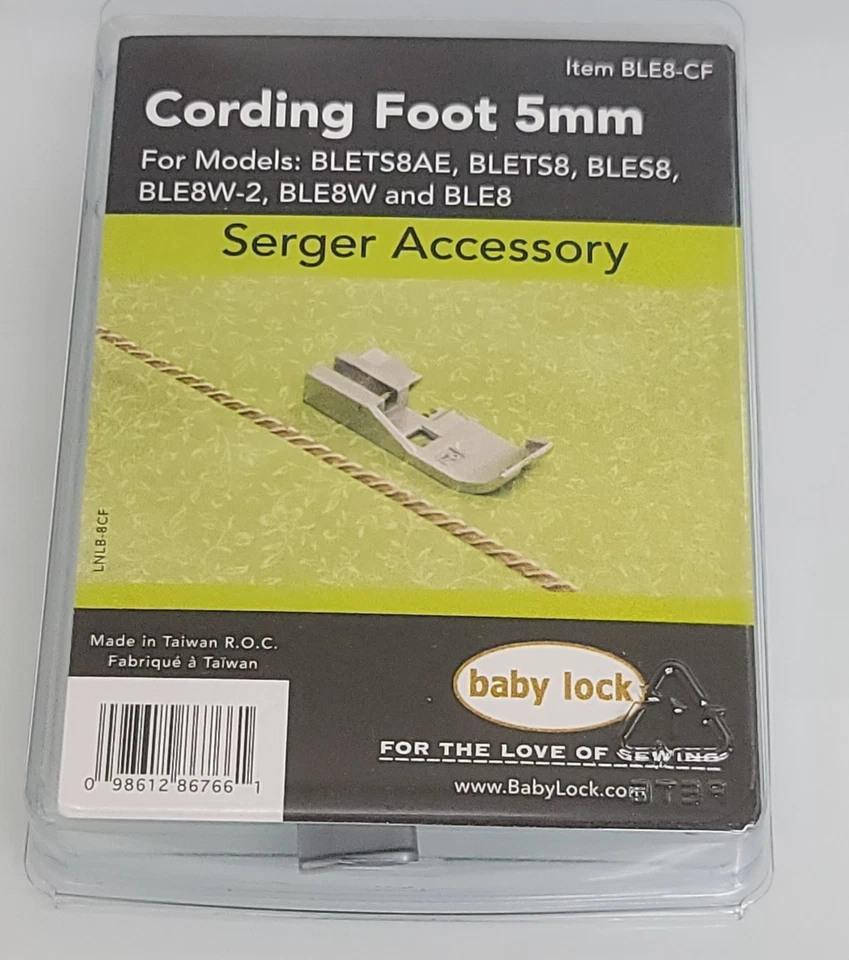 Item BLE8-CF
Cording Foot 5mm
For Models: BLETS8AE, BLETS8, BLES8,
BLE8W-2, BLE8W and BLE8
Serger Accessory
LNLB-8CF
Made in Taiwan R.O.C.
Fabriqué à Taïwan
baby lock
FOR THE LOVE OF SEWING
www.BabyLock.com
0 98612 86766 1